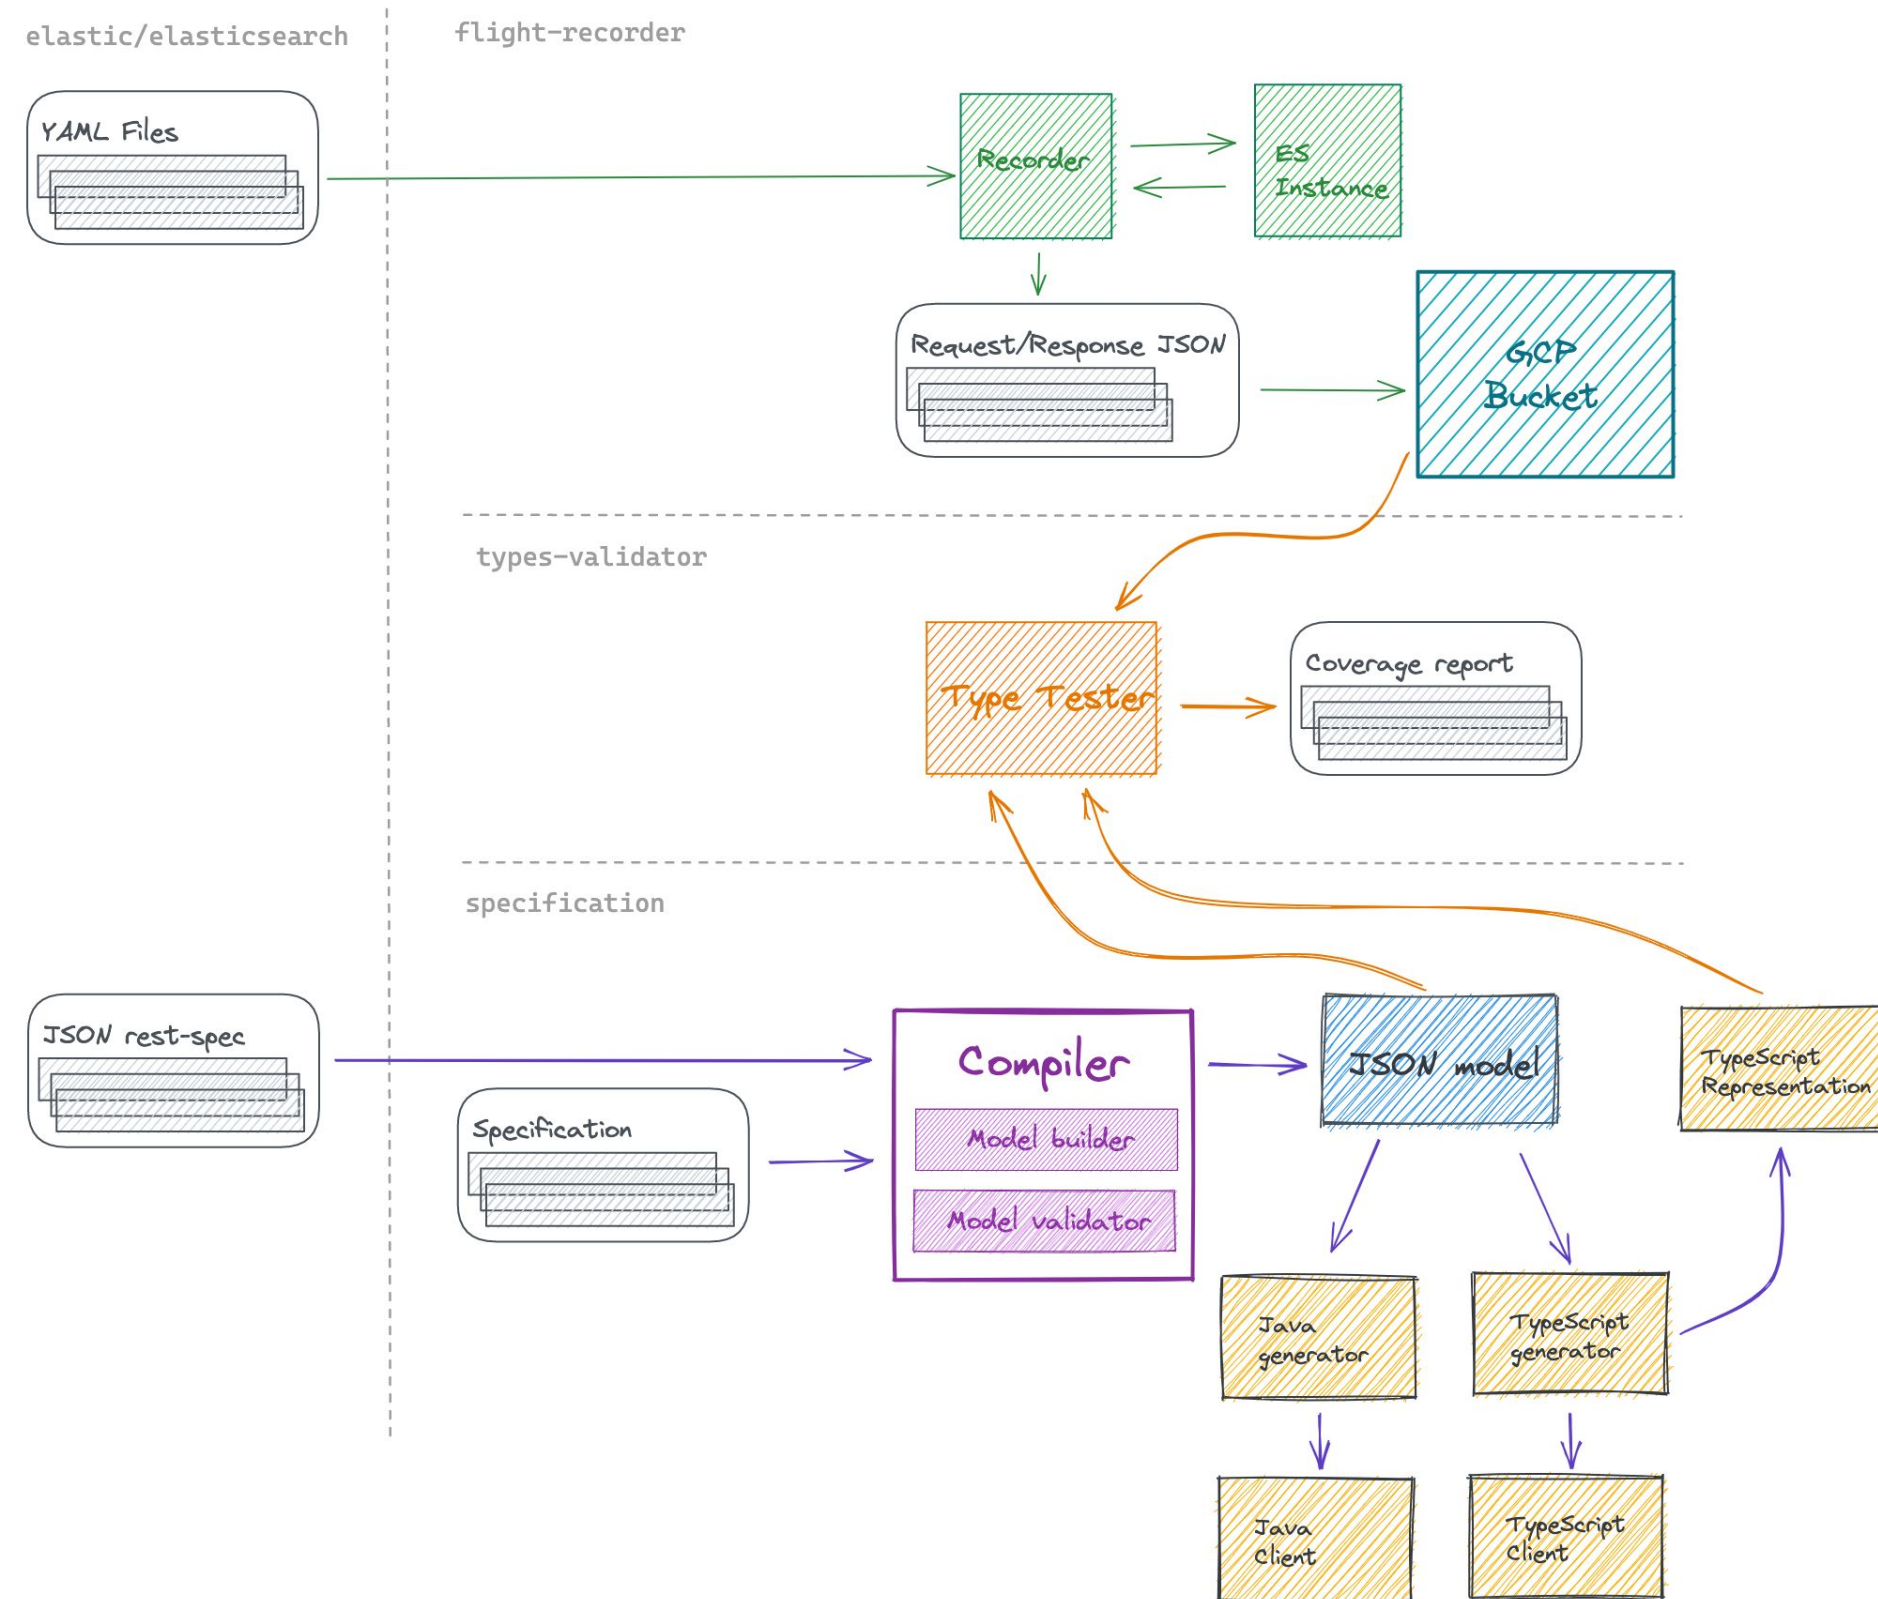 elastic/elasticsearch
flight-recorder
YAML Files
Recorder
ES
Instance
Request/Response JSON
GCP
Bucket
types-validator
Type Tester
Coverage report
specification
JSON rest-spec
Specification
Compiler
Model builder
Model validator
JSON model
TypeScript
Representation
Java
generator
TypeScript
generator
Java
Client
TypeScript
Client